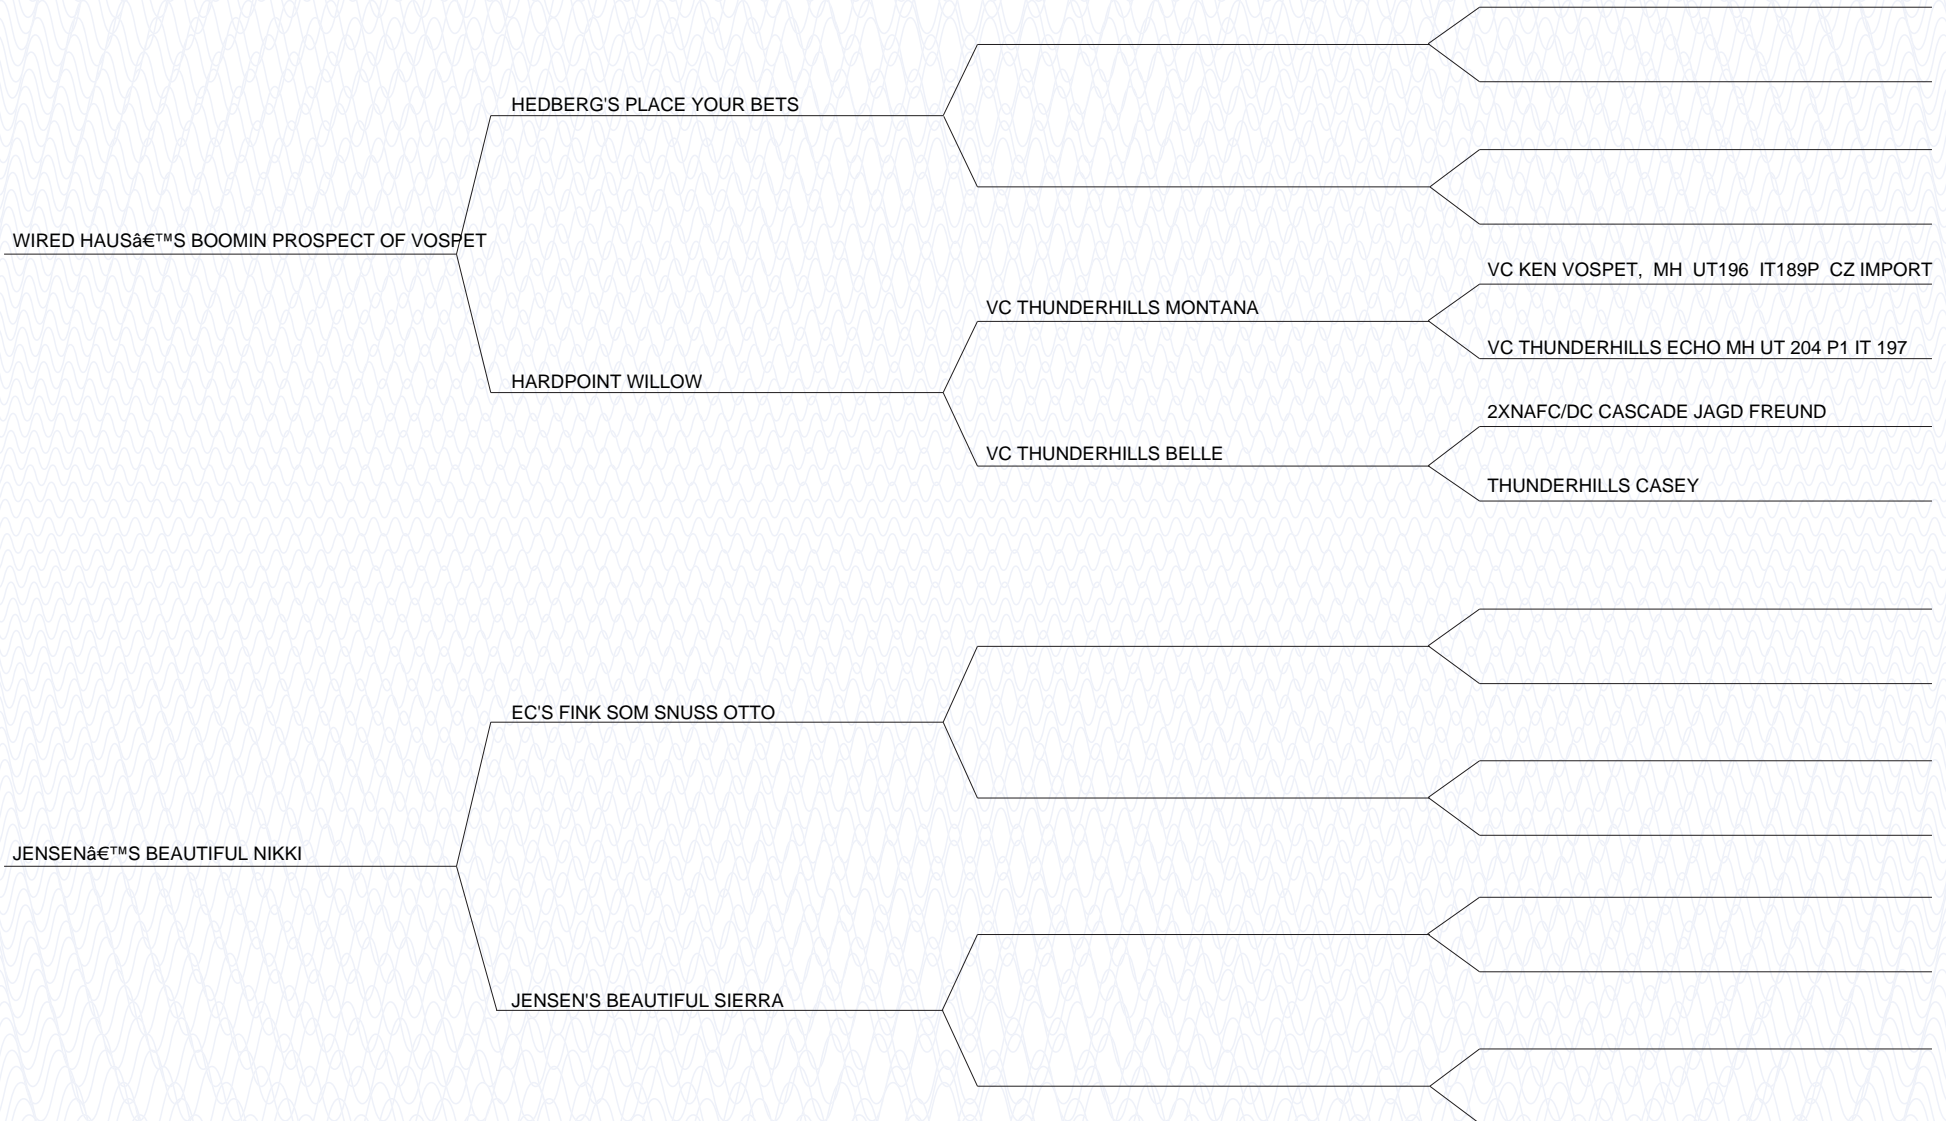 HEDBERG'S PLACE YOUR BETS
WIRED HAUSâ€™S BOOMIN PROSPECT OF VOSPET
VC KEN VOSPET,  MH  UT196  IT189P  CZ IMPORT
VC THUNDERHILLS MONTANA
VC THUNDERHILLS ECHO MH UT 204 P1 IT 197
HARDPOINT WILLOW
2XNAFC/DC CASCADE JAGD FREUND
VC THUNDERHILLS BELLE
THUNDERHILLS CASEY
EC'S FINK SOM SNUSS OTTO
JENSENâ€™S BEAUTIFUL NIKKI
JENSEN'S BEAUTIFUL SIERRA